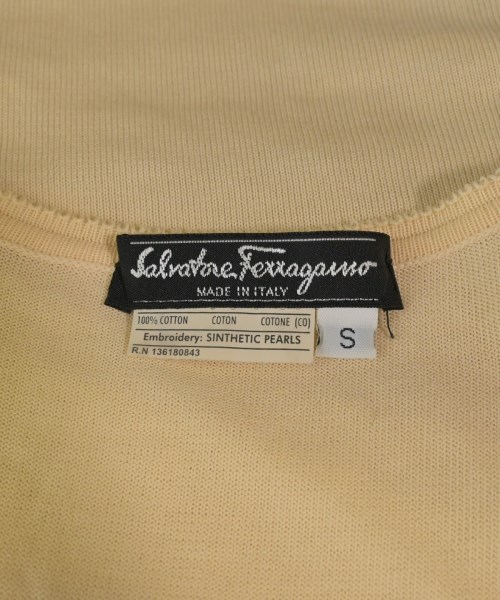 Salvatore Ferragamo
MADE IN ITALY
100% COTTON COTON COTONE (CO)
Embroidery: SINTHETIC PEARLS
R.N 136180843
S